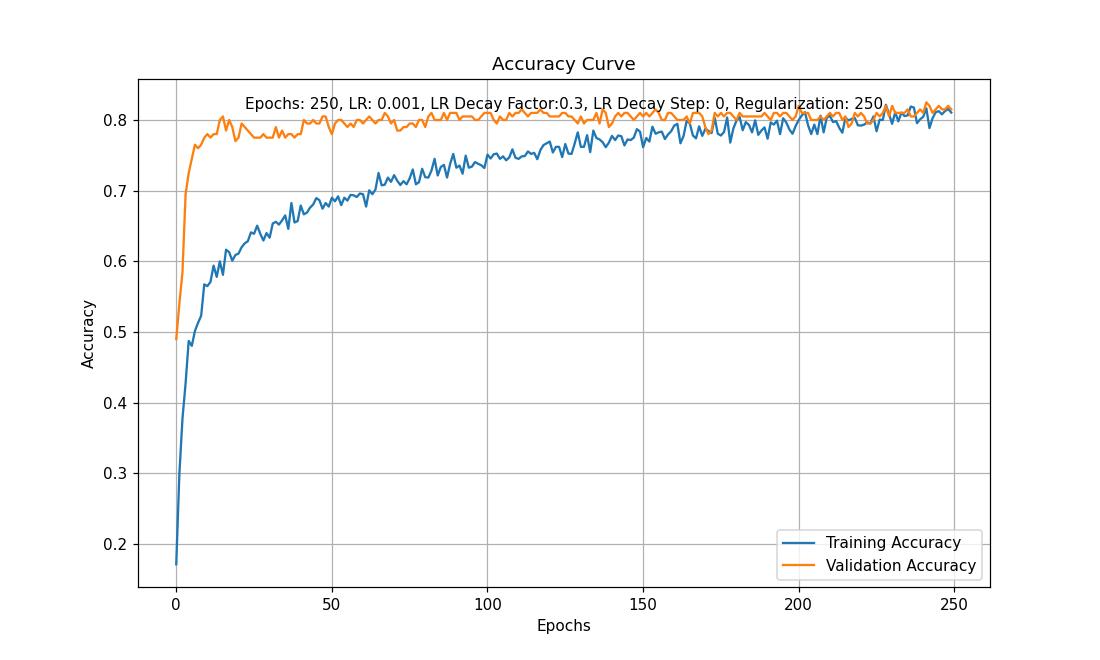 Accuracy Curve
Epochs: 250, LR: 0.001, LR Decay Factor:0.3, LR Decay Step: 0, Regularization: 250
Accuracy
0.8
0.7
0.6
0.5
0.4
0.3
0.2
Training Accuracy
Validation Accuracy
0 50 100 150 200 250
Epochs